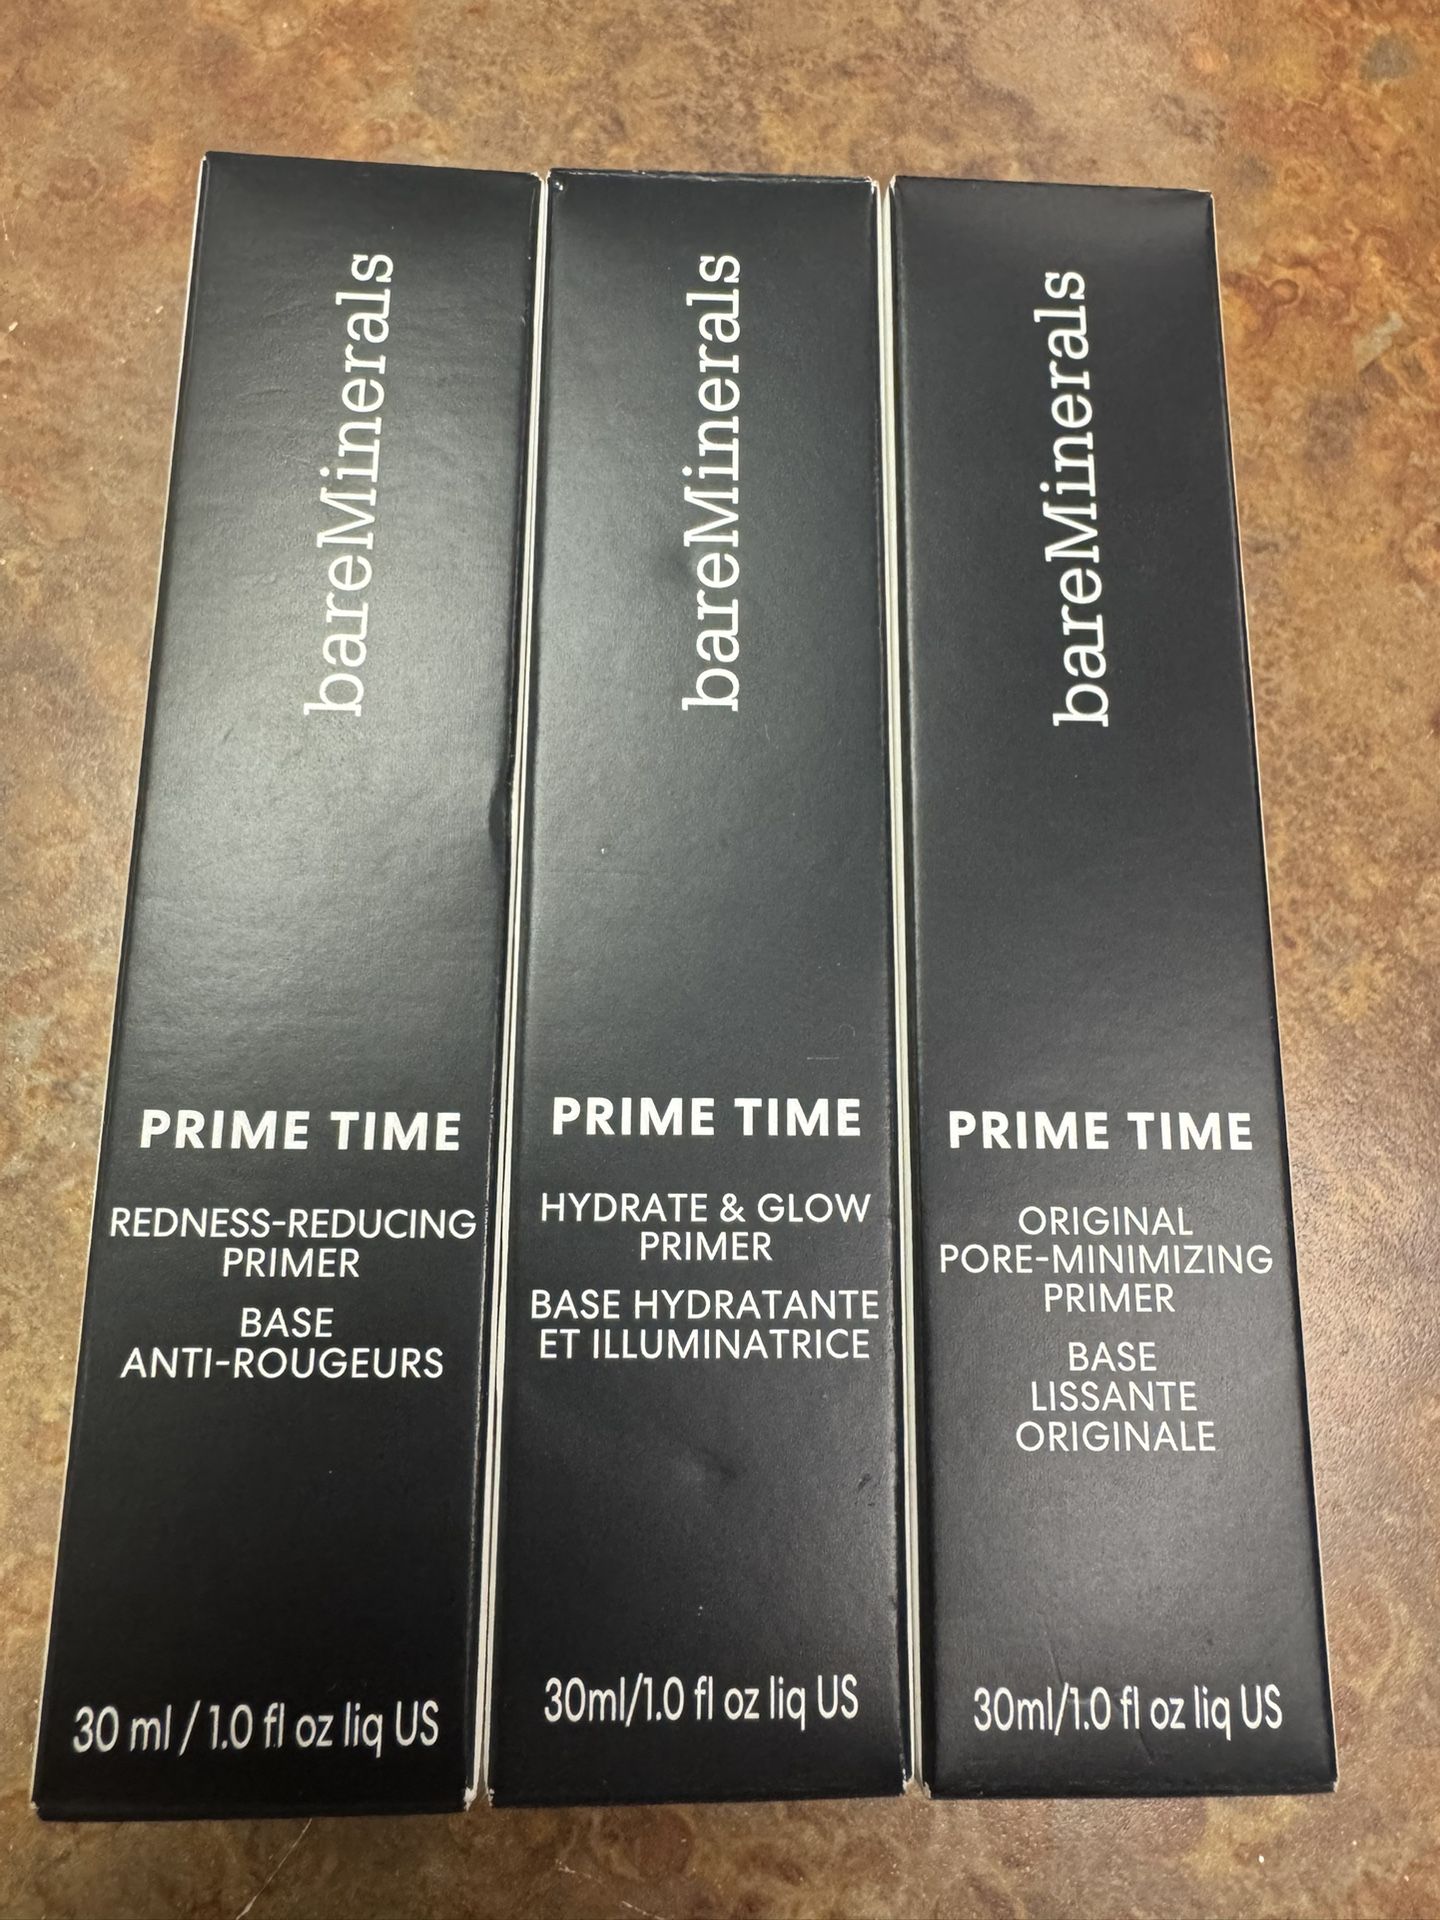 bareMinerals
PRIME TIME
REDNESS-REDUCING
PRIMER
BASE
ANTI-ROUGEURS
30 ml / 1.0 fl oz liq US
bareMinerals
PRIME TIME
HYDRATE & GLOW
PRIMER
BASE HYDRATANTE
ET ILLUMINATRICE
30ml/1.0 fl oz liq US
bareMinerals
PRIME TIME
ORIGINAL
PORE-MINIMIZING
PRIMER
BASE
LISSANTE
ORIGINALE
30ml/1.0 fl oz liq US